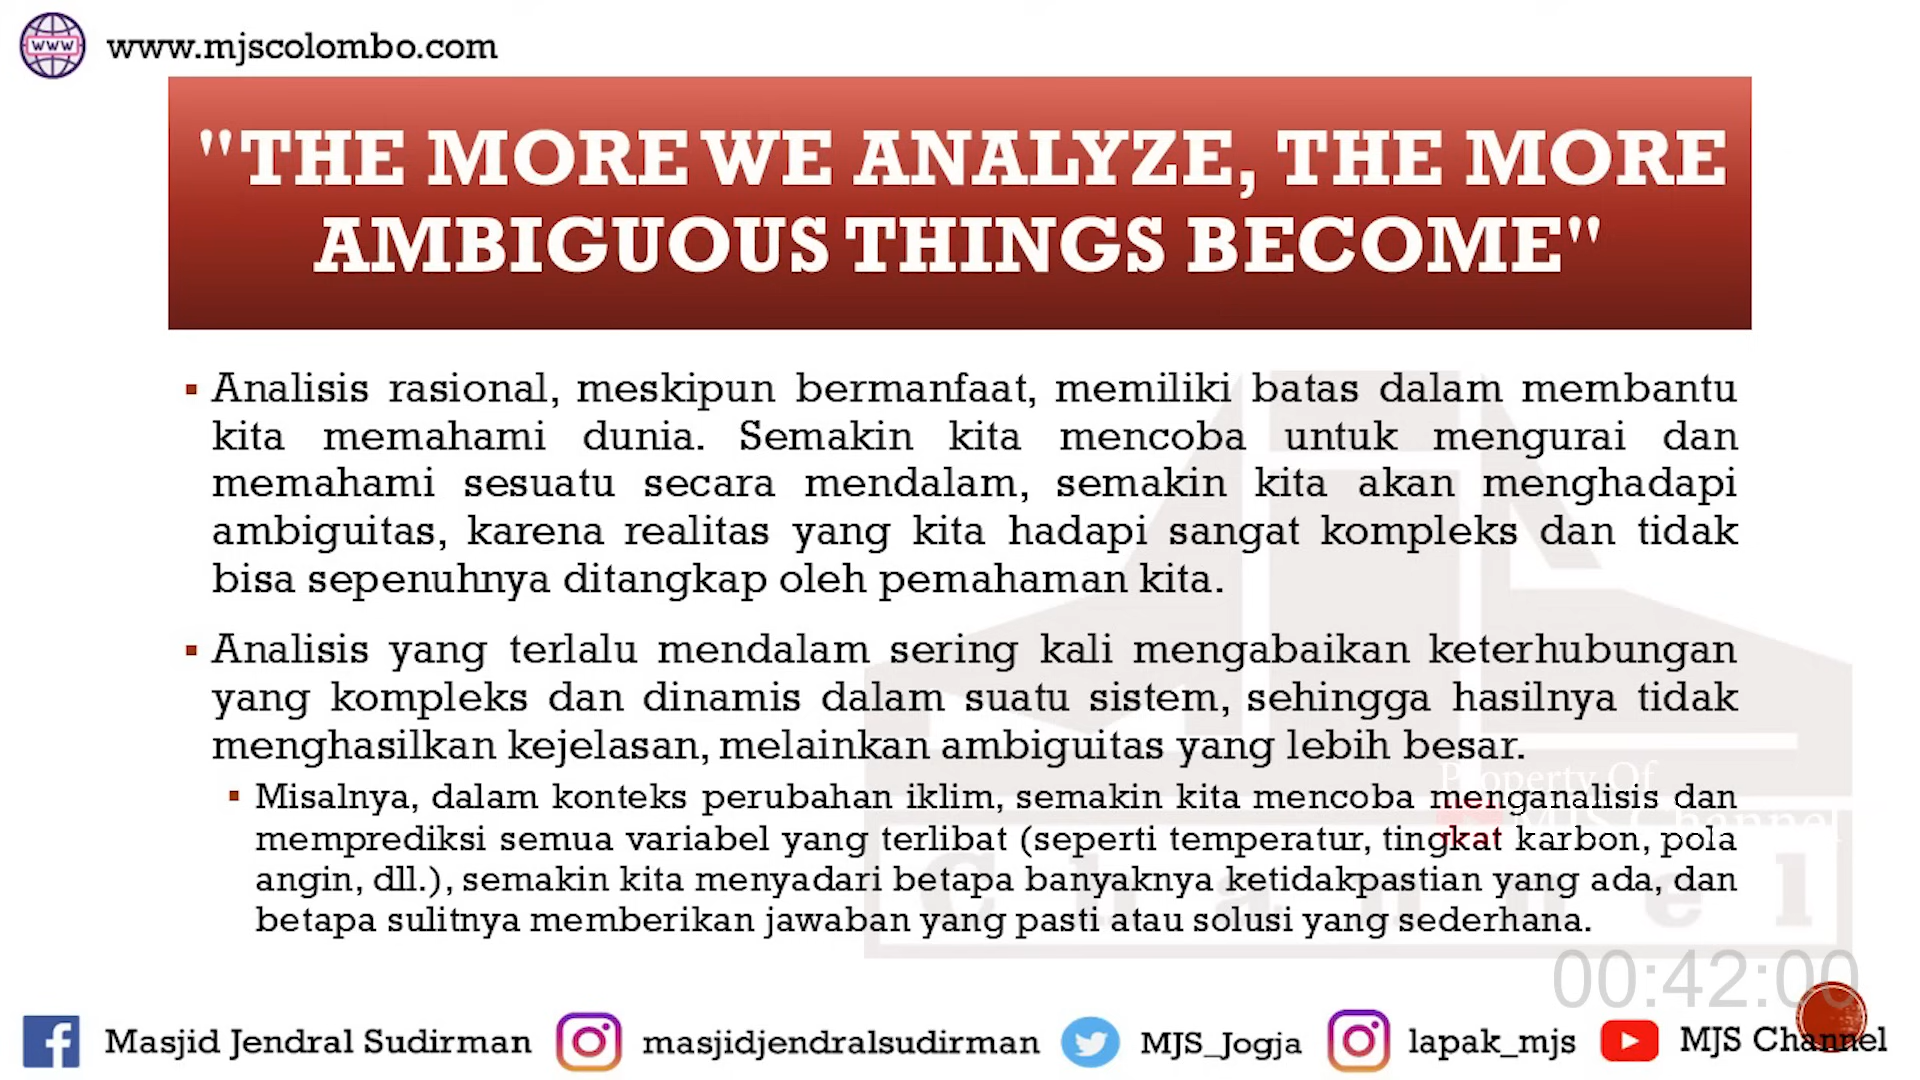 www.mjscolombo.com
"THE MORE WE ANALYZE, THE MORE
AMBIGUOUS THINGS BECOME"
▪ Analisis rasional, meskipun bermanfaat, memiliki batas dalam membantu
kita memahami dunia. Semakin kita mencoba untuk mengurai dan
memahami sesuatu secara mendalam, semakin kita akan menghadapi
ambiguitas, karena realitas yang kita hadapi sangat kompleks dan tidak
bisa sepenuhnya ditangkap oleh pemahaman kita.
▪ Analisis yang terlalu mendalam sering kali mengabaikan keterhubungan
yang kompleks dan dinamis dalam suatu sistem, sehingga hasilnya tidak
menghasilkan kejelasan, melainkan ambiguitas yang lebih besar.
▪ Misalnya, dalam konteks perubahan iklim, semakin kita mencoba menganalisis dan
memprediksi semua variabel yang terlibat (seperti temperatur, tingkat karbon, pola
angin, dll.), semakin kita menyadari betapa banyaknya ketidakpastian yang ada, dan
betapa sulitnya memberikan jawaban yang pasti atau solusi yang sederhana.
Property Of
MJS Channel
Channel
00:42:00
Masjid Jendral Sudirman masjidjendralsudirman MJS_Jogja lapak_mjs MJS Channel